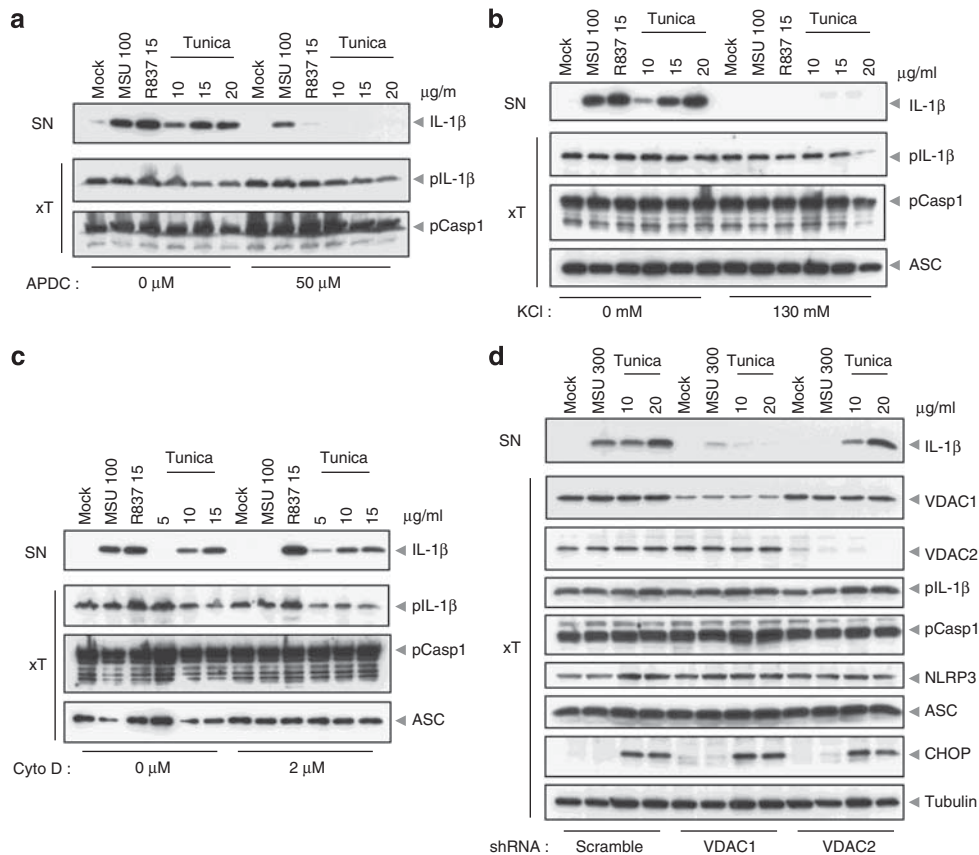 a
Tunica
Mock
MSU 100
R837 15
10
15
20
Mock
MSU 100
R837 15
Tunica
10
15
20
μg/m
SN
IL-1β
pIL-1β
xT
pCasp1
APDC :
0 μM
50 μM
b
Mock
MSU 100
R837 15
Tunica
10
15
20
Mock
MSU 100
R837 15
Tunica
10
15
20
μg/ml
SN
IL-1β
pIL-1β
pCasp1
xT
ASC
KCl :
0 mM
130 mM
c
Mock
MSU 100
R837 15
Tunica
5
10
15
Mock
MSU 100
R837 15
Tunica
5
10
15
μg/ml
SN
IL-1β
pIL-1β
pCasp1
xT
ASC
Cyto D :
0 μM
2 μM
d
Mock
MSU 300
Tunica
10
20
Mock
MSU 300
Tunica
10
20
Mock
MSU 300
Tunica
10
20
μg/ml
SN
IL-1β
VDAC1
VDAC2
pIL-1β
pCasp1
xT
NLRP3
ASC
CHOP
Tubulin
shRNA :
Scramble
VDAC1
VDAC2